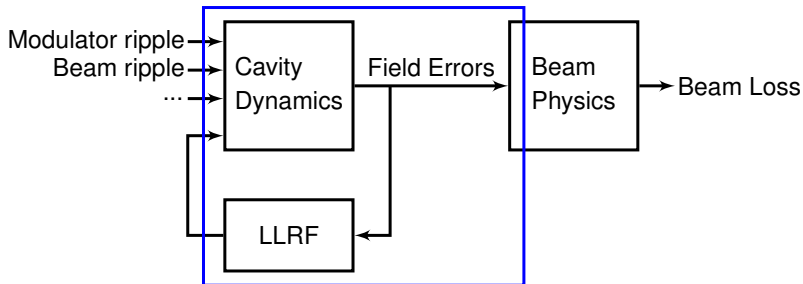 Modulator ripple
Beam ripple
...
Cavity
Dynamics
Field Errors
Beam
Physics
Beam Loss
LLRF